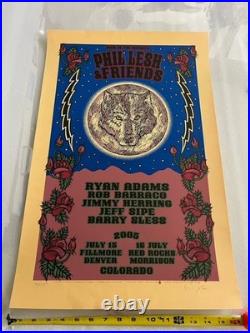 PHIL LESH
& FRIENDS
RYAN ADAMS
ROB BARRACO
JIMMY HERRING
JEFF SIPE
BARRY SLESS
2005
JULY 15 16 JULY
FILLMORE RED ROCKS
DENVER MORRISON
COLORADO